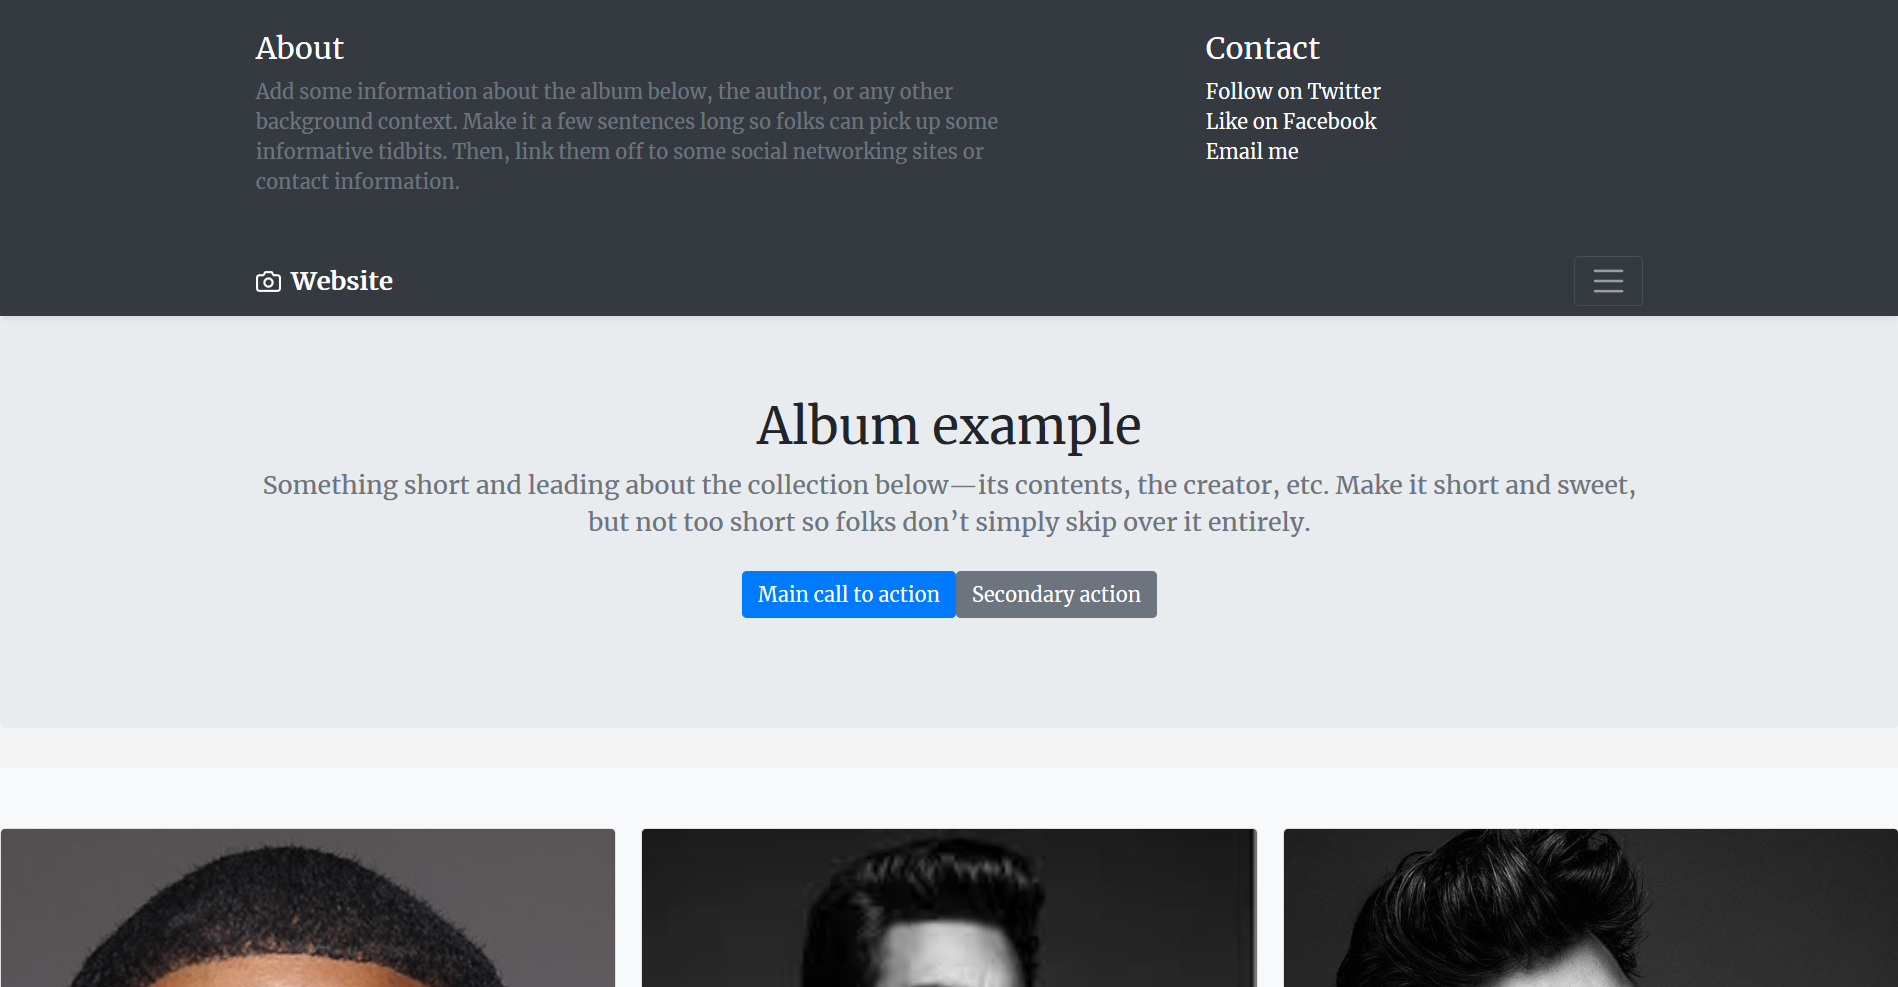 About
Add some information about the album below, the author, or any other
background context. Make it a few sentences long so folks can pick up some
informative tidbits. Then, link them off to some social networking sites or
contact information.
Contact
Follow on Twitter
Like on Facebook
Email me
Website
Album example
Something short and leading about the collection below—its contents, the creator, etc. Make it short and sweet,
but not too short so folks don’t simply skip over it entirely.
Main call to action
Secondary action